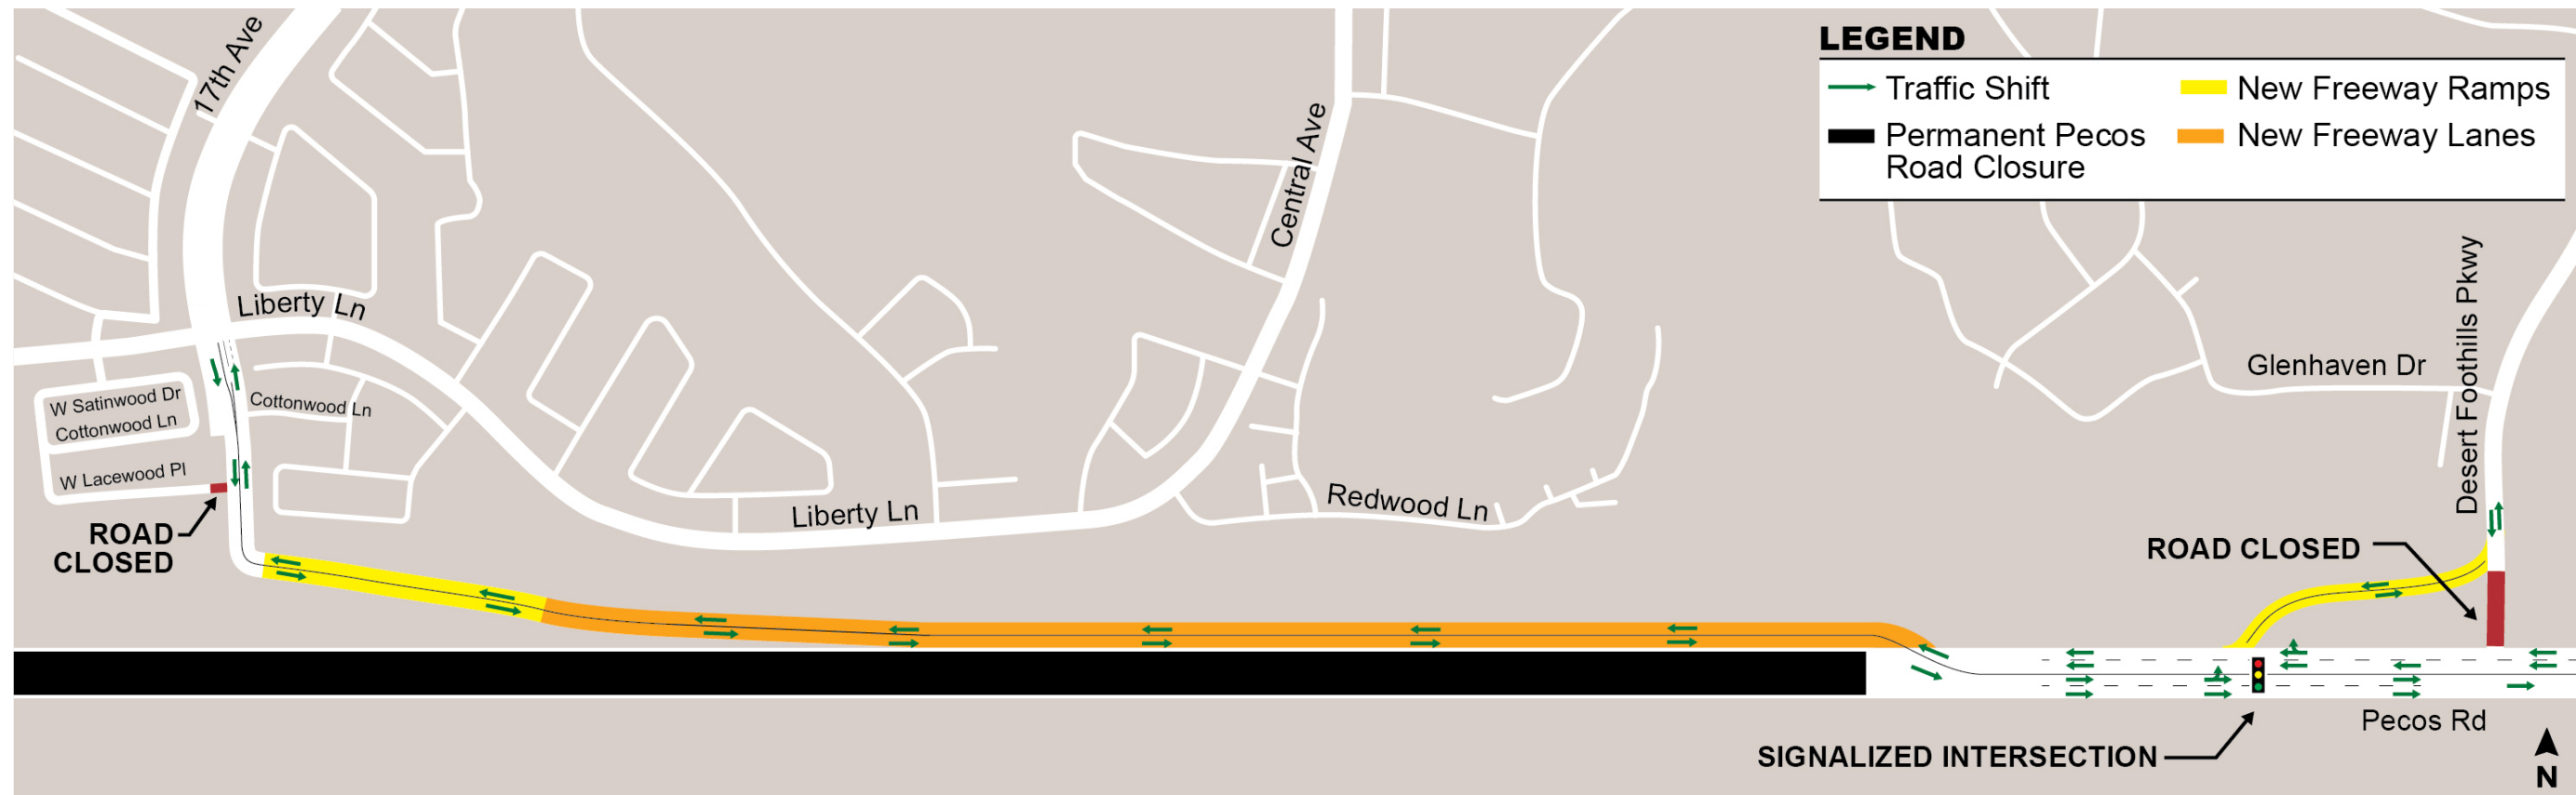 17th Ave
LEGEND
Traffic Shift
New Freeway Ramps
Permanent Pecos
Road Closure
New Freeway Lanes
Central Ave
Liberty Ln
Desert Foothills Pkwy
Glenhaven Dr
W Satinwood Dr
Cottonwood Ln
Cottonwood Ln
W Lacewood Pl
Liberty Ln
Redwood Ln
ROAD
CLOSED
ROAD CLOSED
Pecos Rd
SIGNALIZED INTERSECTION
N